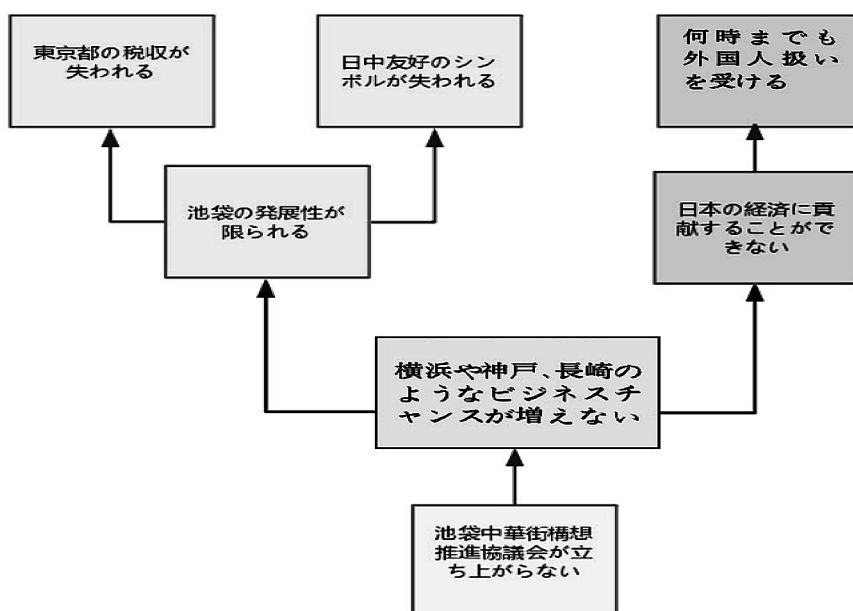 東京都の税収が
失われる
日中友好のシン
ボルが失われる
何時までも
外国人扱い
を受ける
池袋の発展性が
限られる
日本の経済に貢
献することがで
きない
横浜や神戸、長崎の
ようなビジネスチ
ャンスが増えない
池袋中華街構想
推進協議会が立
ち上がらない